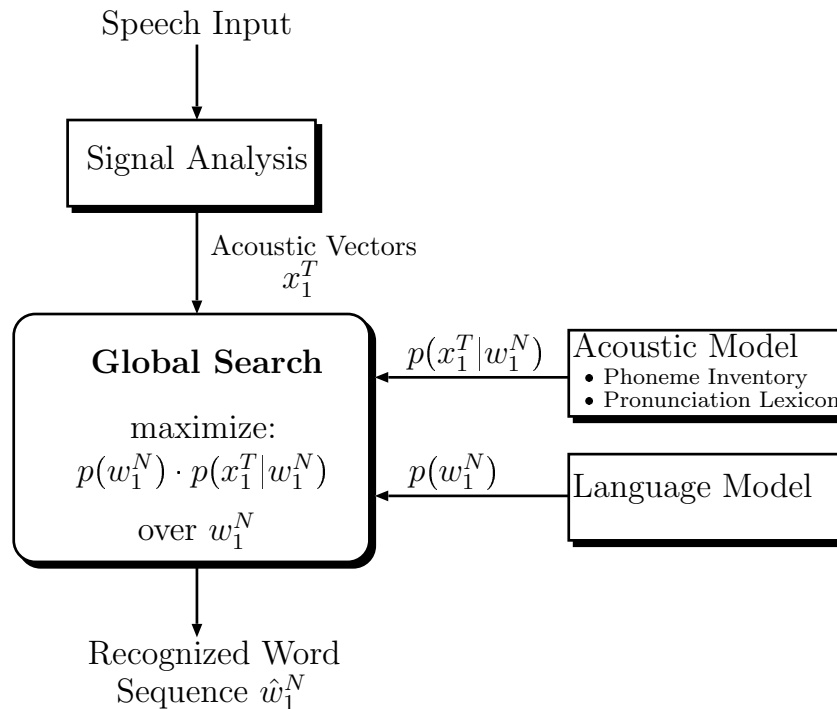 Speech Input
Signal Analysis
Acoustic Vectors
x_1^T
Global Search
maximize:
p(w_1^N) · p(x_1^T|w_1^N)
over w_1^N
p(x_1^T|w_1^N)
Acoustic Model
• Phoneme Inventory
• Pronunciation Lexicon
p(w_1^N)
Language Model
Recognized Word
Sequence ŵ_1^N